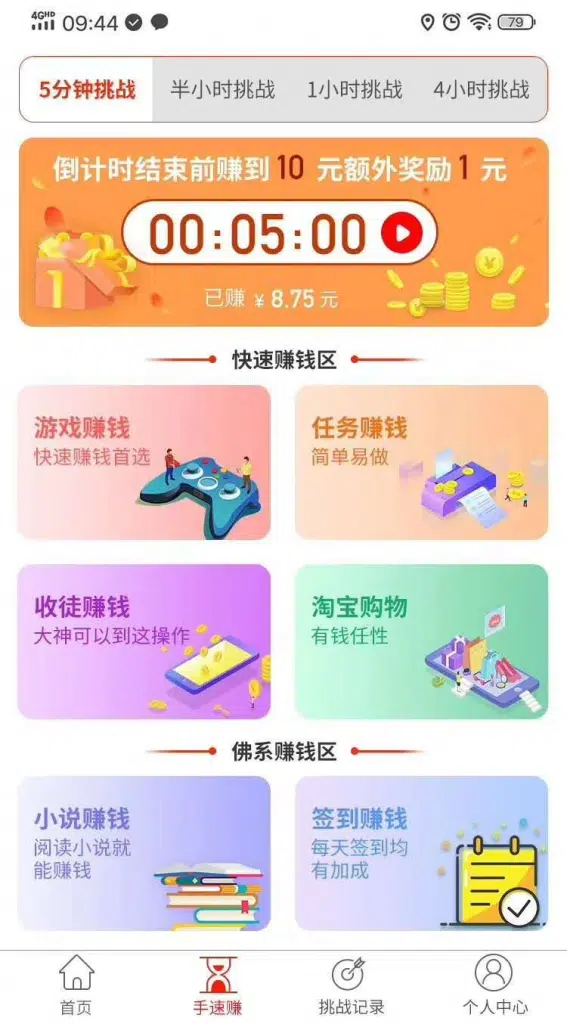 4GHD 09:44 79
5分钟挑战 半小时挑战 1小时挑战 4小时挑战
倒计时结束前赚到 10 元额外奖励 1 元
00:05:00
已赚 ¥ 8.75 元
快速赚钱区
游戏赚钱 任务赚钱
快速赚钱首选 简单易做
收徒赚钱 淘宝购物
大神可以到这操作 有钱任性
佛系赚钱区
小说赚钱 签到赚钱
阅读小说就 每天签到均
能赚钱 有加成
首页 手速赚 挑战记录 个人中心